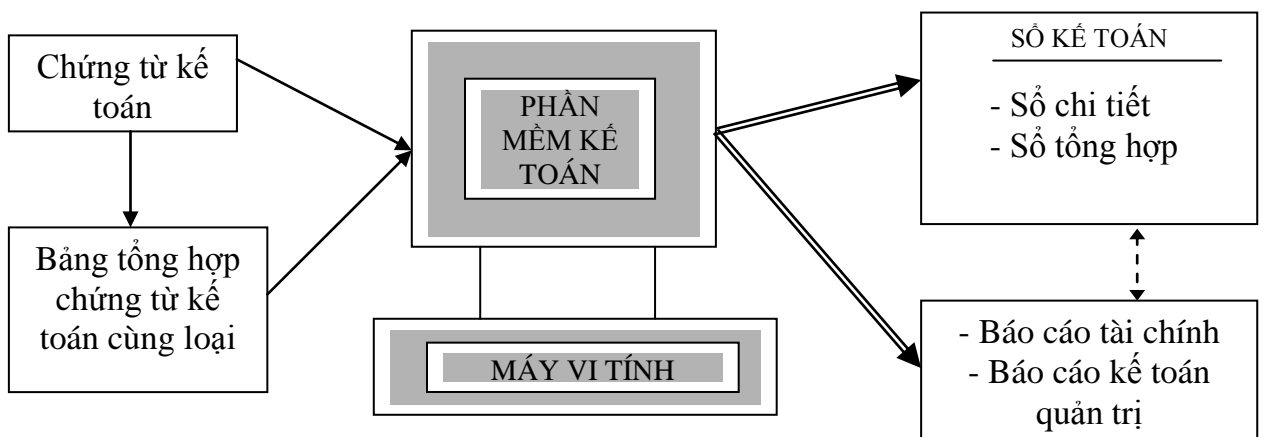 Chứng từ kế
toán
Bảng tổng hợp
chứng từ kế
toán cùng loại
PHẦN
MỀM KẾ
TOÁN
MÁY VI TÍNH
SỔ KẾ TOÁN
- Sổ chi tiết
- Sổ tổng hợp
- Báo cáo tài chính
- Báo cáo kế toán
quản trị